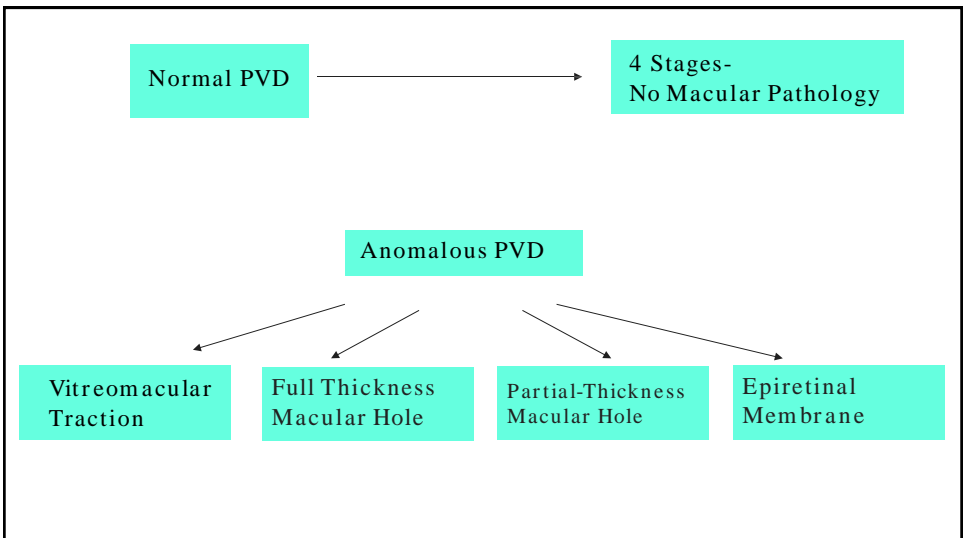 Normal PVD
4 Stages-
No Macular Pathology
Anomalous PVD
Vitreomacular
Traction
Full Thickness
Macular Hole
Partial-Thickness
Macular Hole
Epiretinal
Membrane